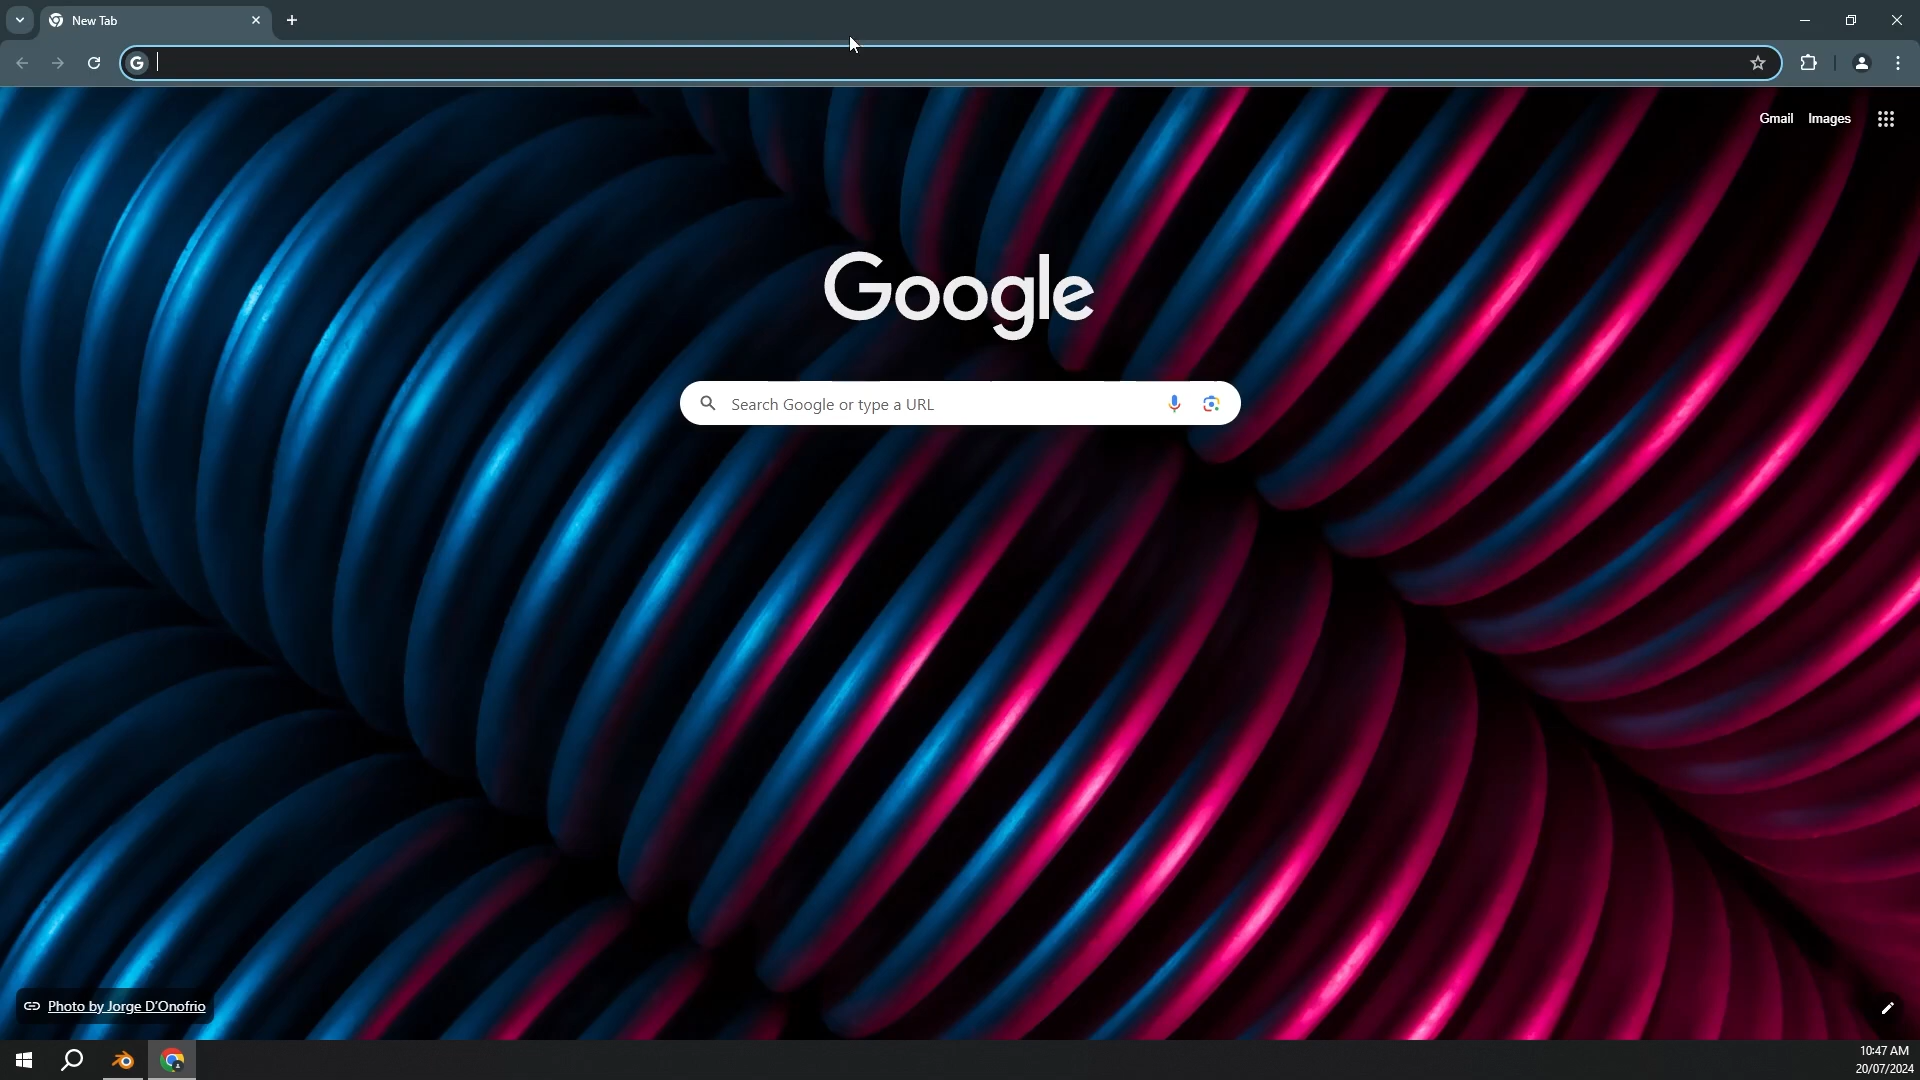 New Tab
Gmail Images
Google
Search Google or type a URL
Photo by Jorge D'Onofrio
10:47 AM
20/07/2024